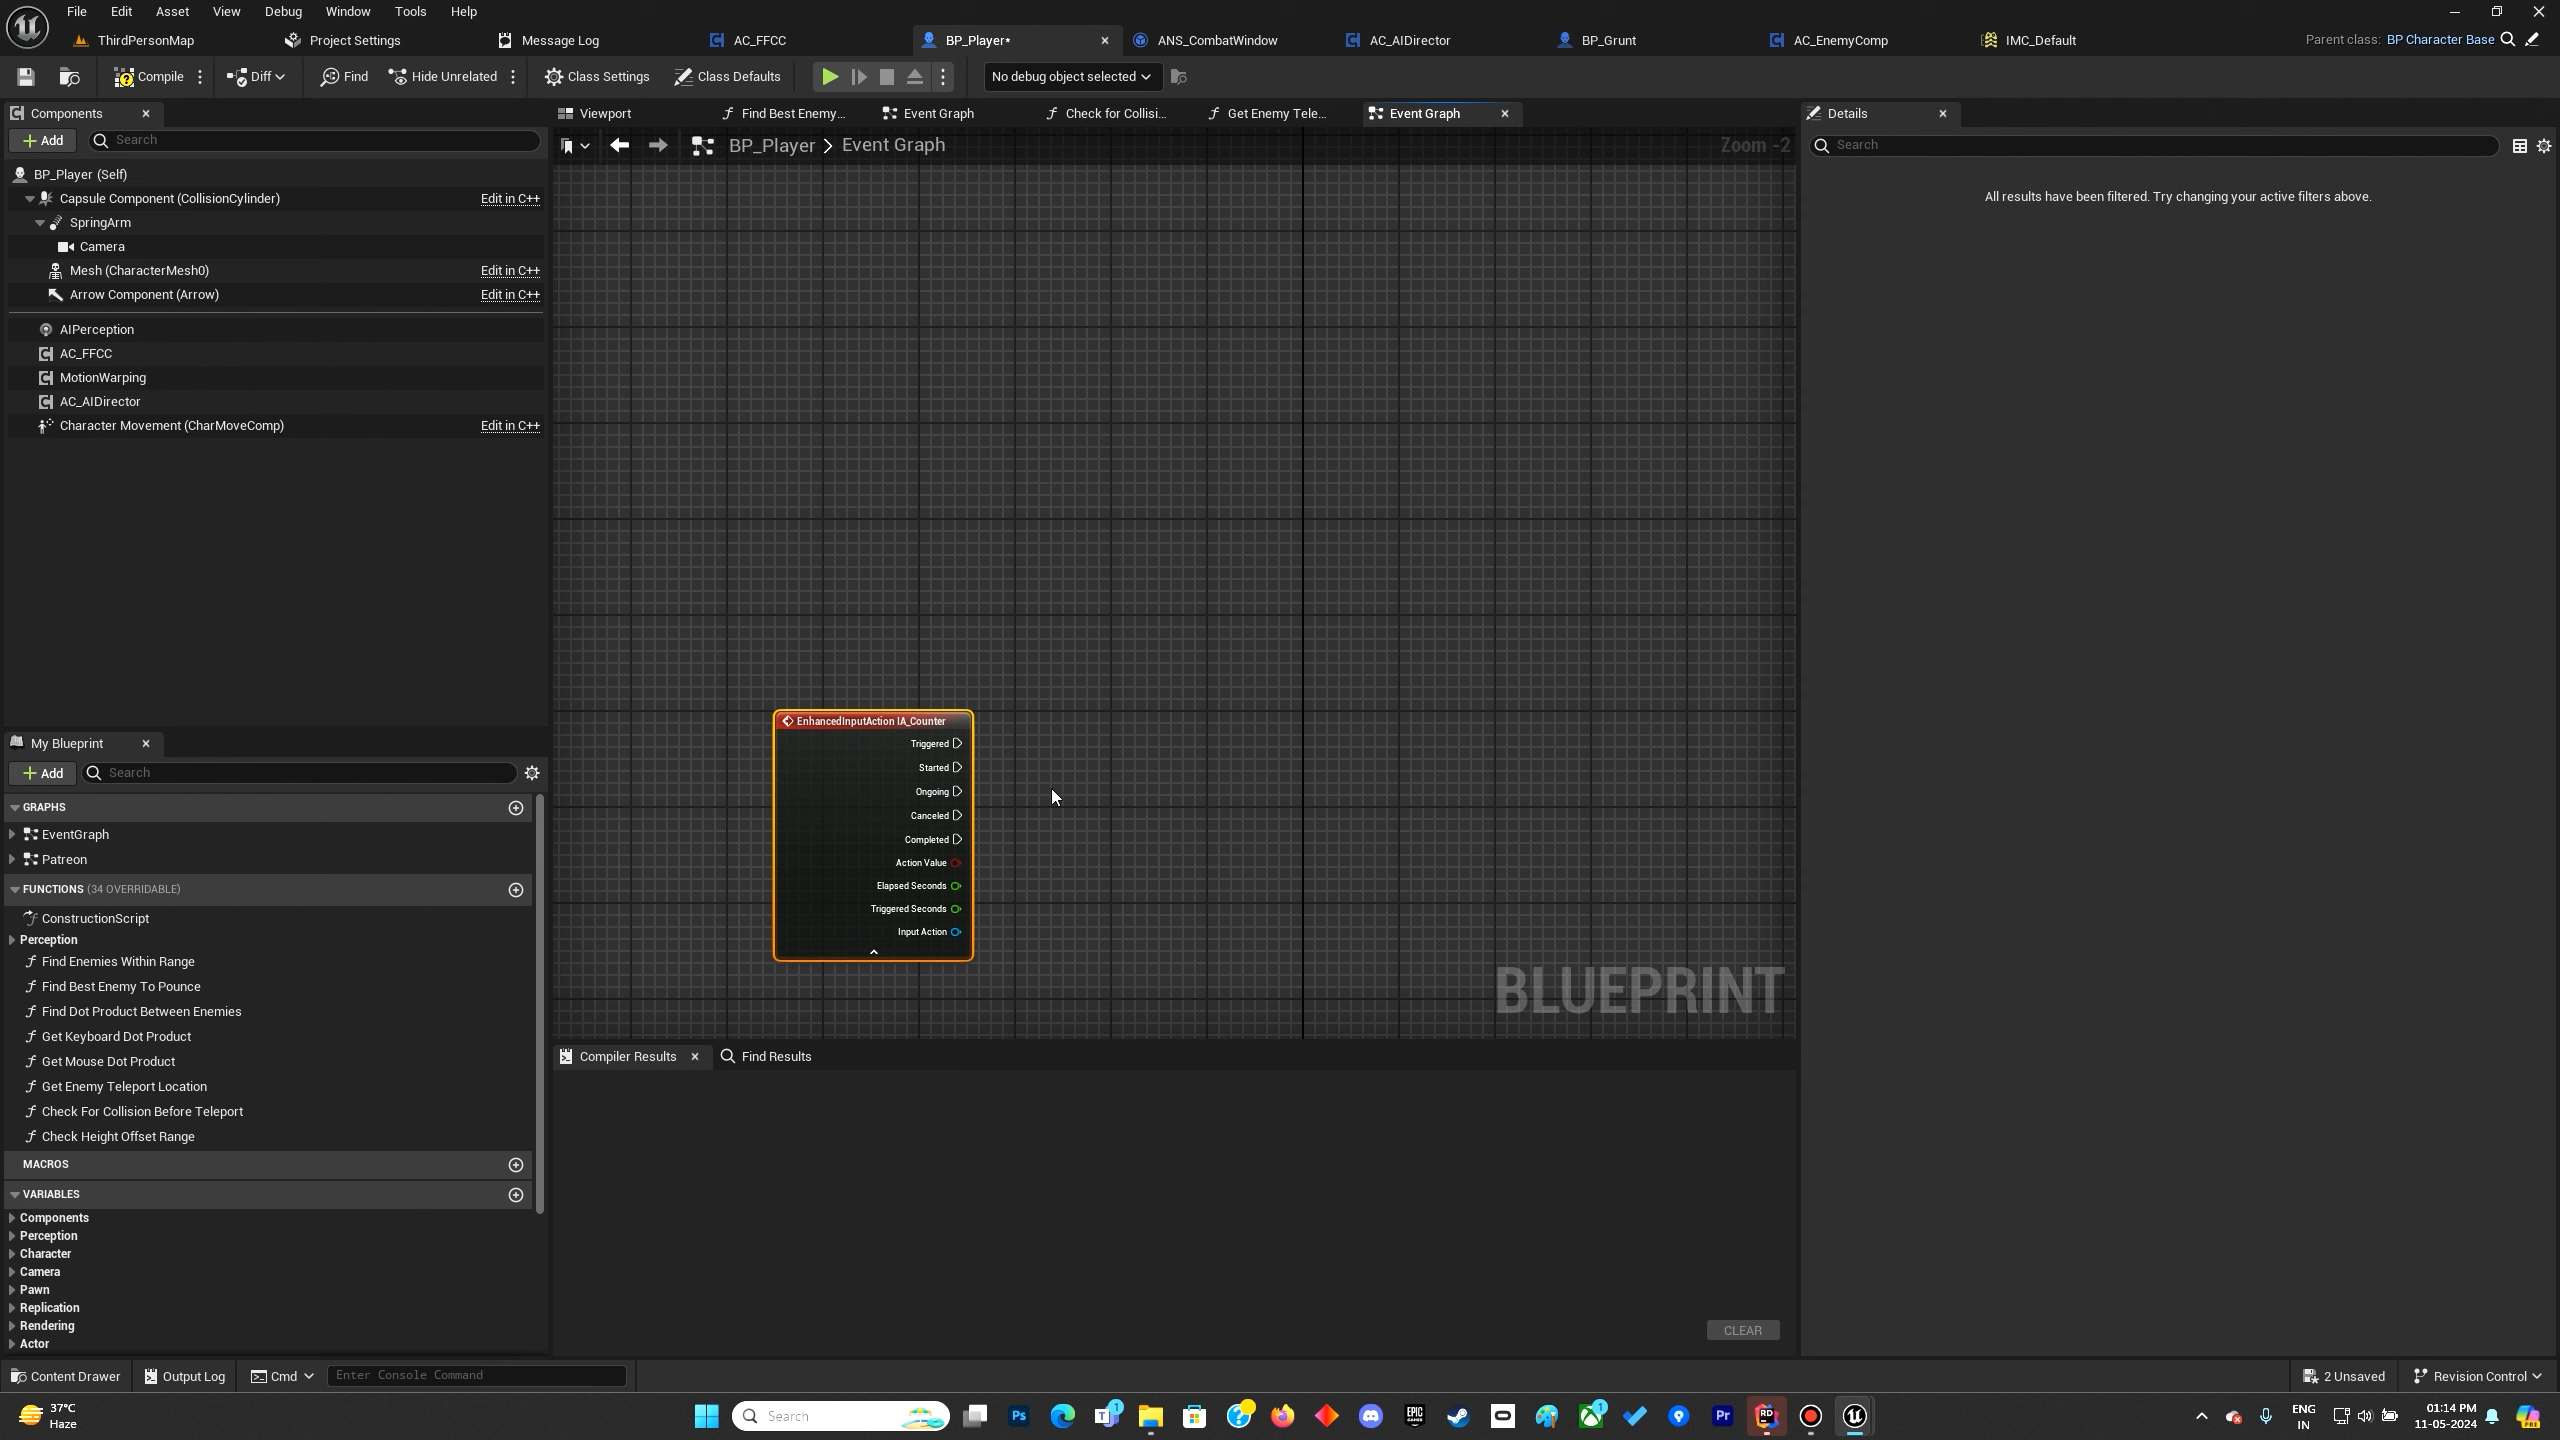 File Edit Asset View Debug Window Tools Help
ThirdPersonMap Project Settings Message Log AC_FFCC BP_Player* ANS_CombatWindow AC_AIDirector BP_Grunt AC_EnemyComp IMC_Default Parent class: BP Character Base
Compile Diff Find Hide Unrelated Class Settings Class Defaults No debug object selected
Components
Add Search
BP_Player (Self)
Capsule Component (CollisionCylinder) Edit in C++
SpringArm
Camera
Mesh (CharacterMesh0) Edit in C++
Arrow Component (Arrow) Edit in C++
AIPerception
AC_FFCC
MotionWarping
AC_AIDirector
Character Movement (CharMoveComp) Edit in C++
My Blueprint
Add Search
GRAPHS
EventGraph
Patreon
FUNCTIONS (34 OVERRIDABLE)
ConstructionScript
Perception
Find Enemies Within Range
Find Best Enemy To Pounce
Find Dot Product Between Enemies
Get Keyboard Dot Product
Get Mouse Dot Product
Get Enemy Teleport Location
Check For Collision Before Teleport
Check Height Offset Range
MACROS
VARIABLES
Components
Perception
Character
Camera
Pawn
Replication
Rendering
Actor
Viewport Find Best Enemy... Event Graph Check for Collisi... Get Enemy Tele... Event Graph
BP_Player > Event Graph Zoom -2
EnhancedInputAction IA_Counter
Triggered
Started
Ongoing
Canceled
Completed
Action Value
Elapsed Seconds
Triggered Seconds
Input Action
BLUEPRINT
Compiler Results Find Results
CLEAR
Details
Search
All results have been filtered. Try changing your active filters above.
Content Drawer Output Log Cmd Enter Console Command 2 Unsaved Revision Control
37°C
Haze
Search
Ps
1
EPIC
GAMES
1
Pr
RD
ENG
IN
01:14 PM
11-05-2024
PRE